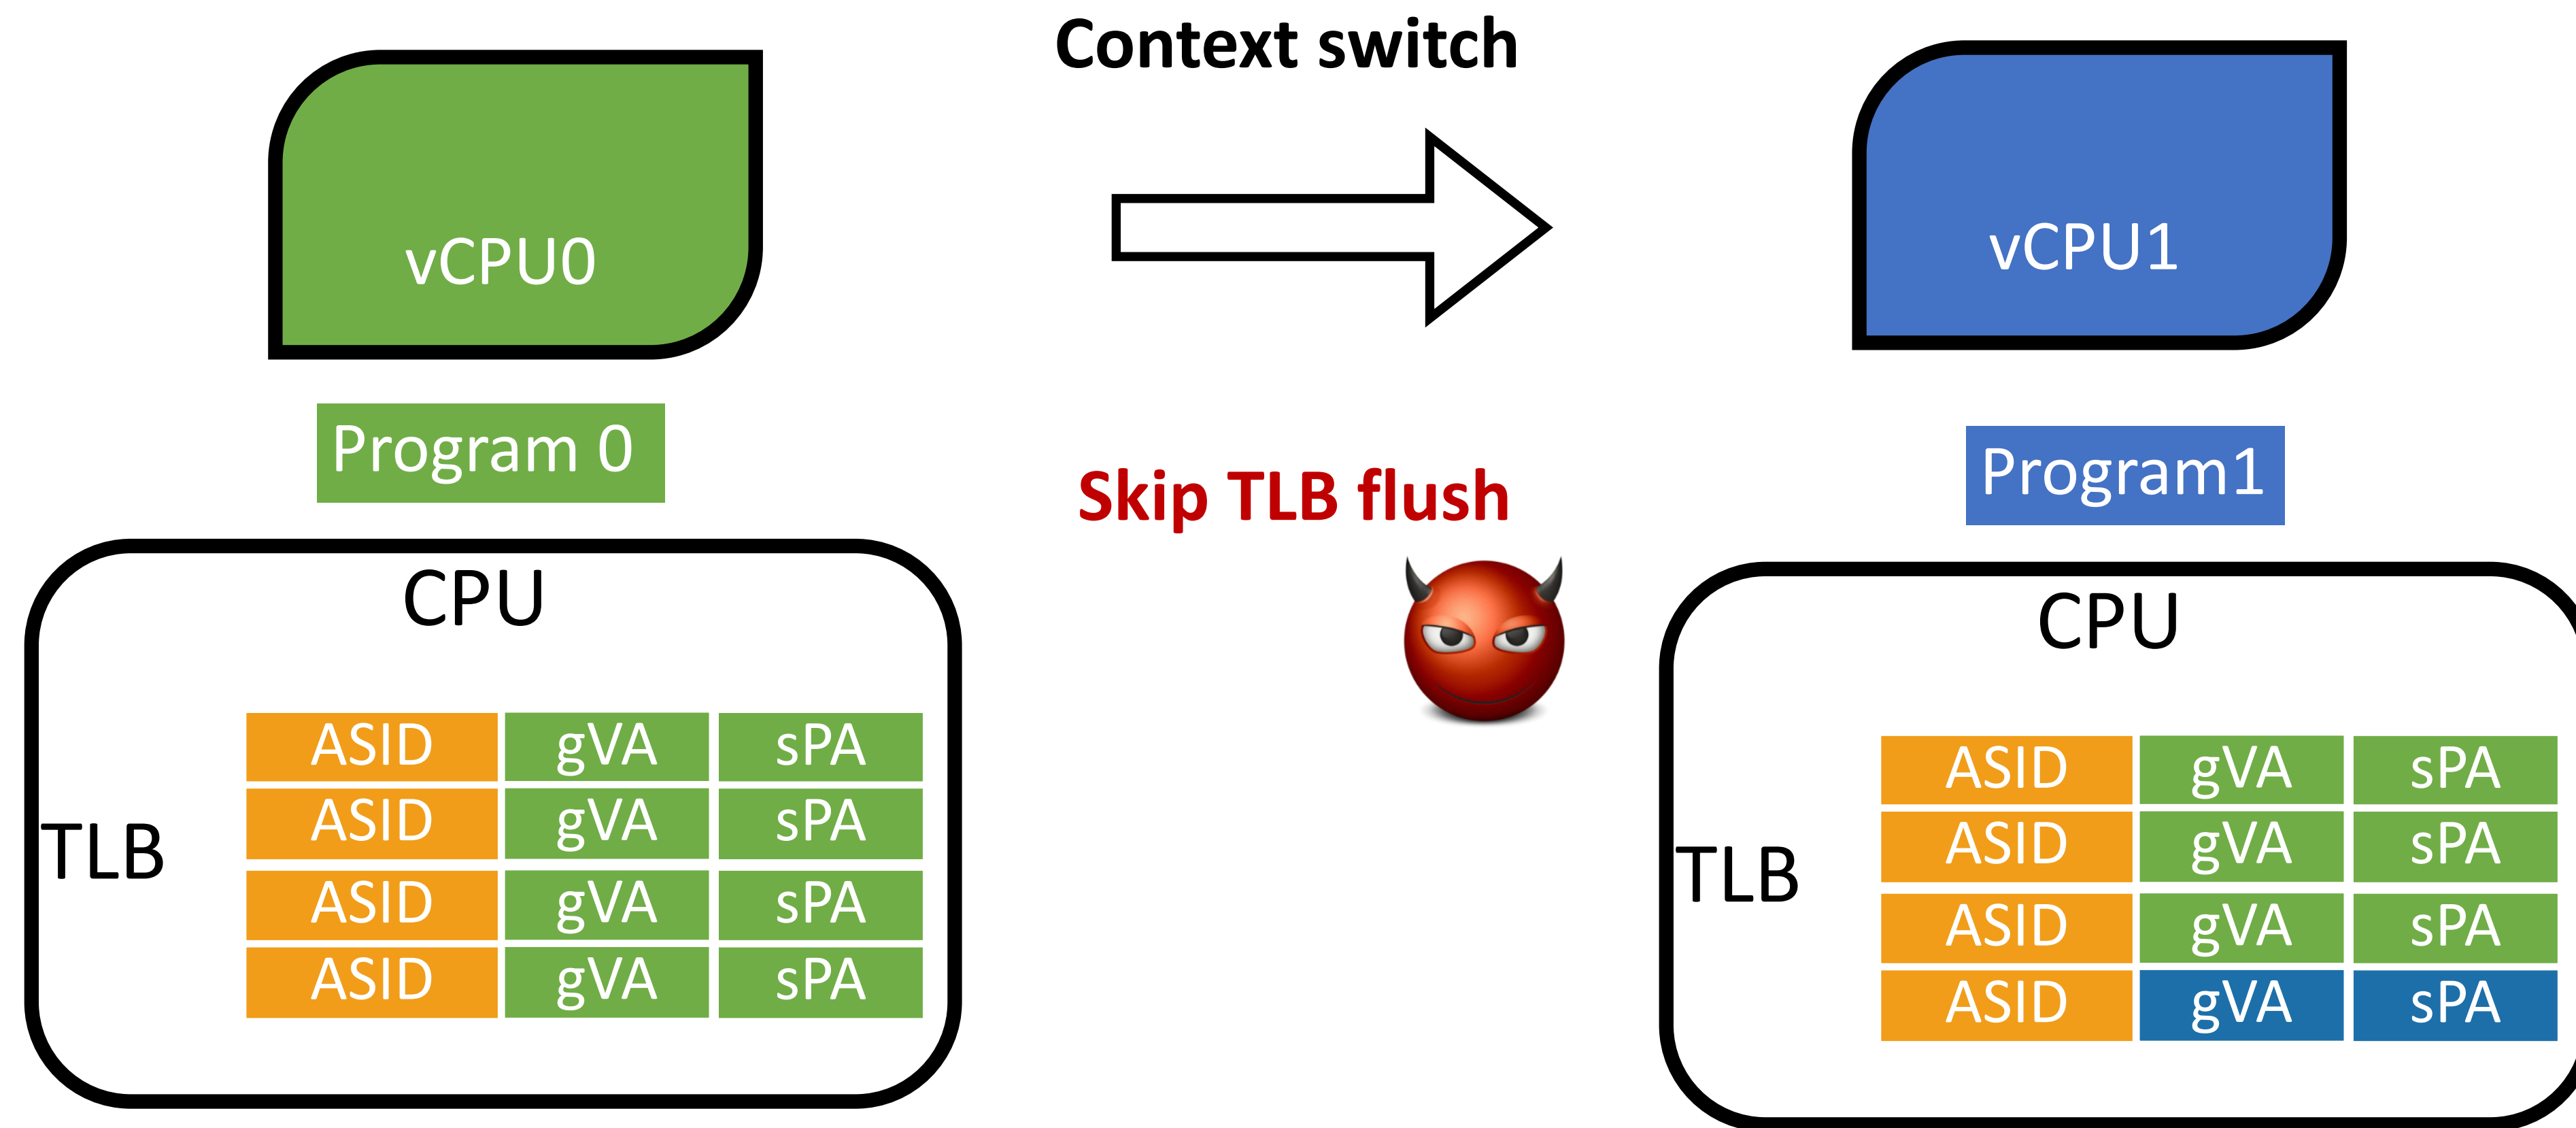 Context switch
vCPU0
vCPU1
Program 0
Program1
Skip TLB flush
CPU
TLB
ASID gVA sPA
ASID gVA sPA
ASID gVA sPA
ASID gVA sPA
CPU
TLB
ASID gVA sPA
ASID gVA sPA
ASID gVA sPA
ASID gVA sPA